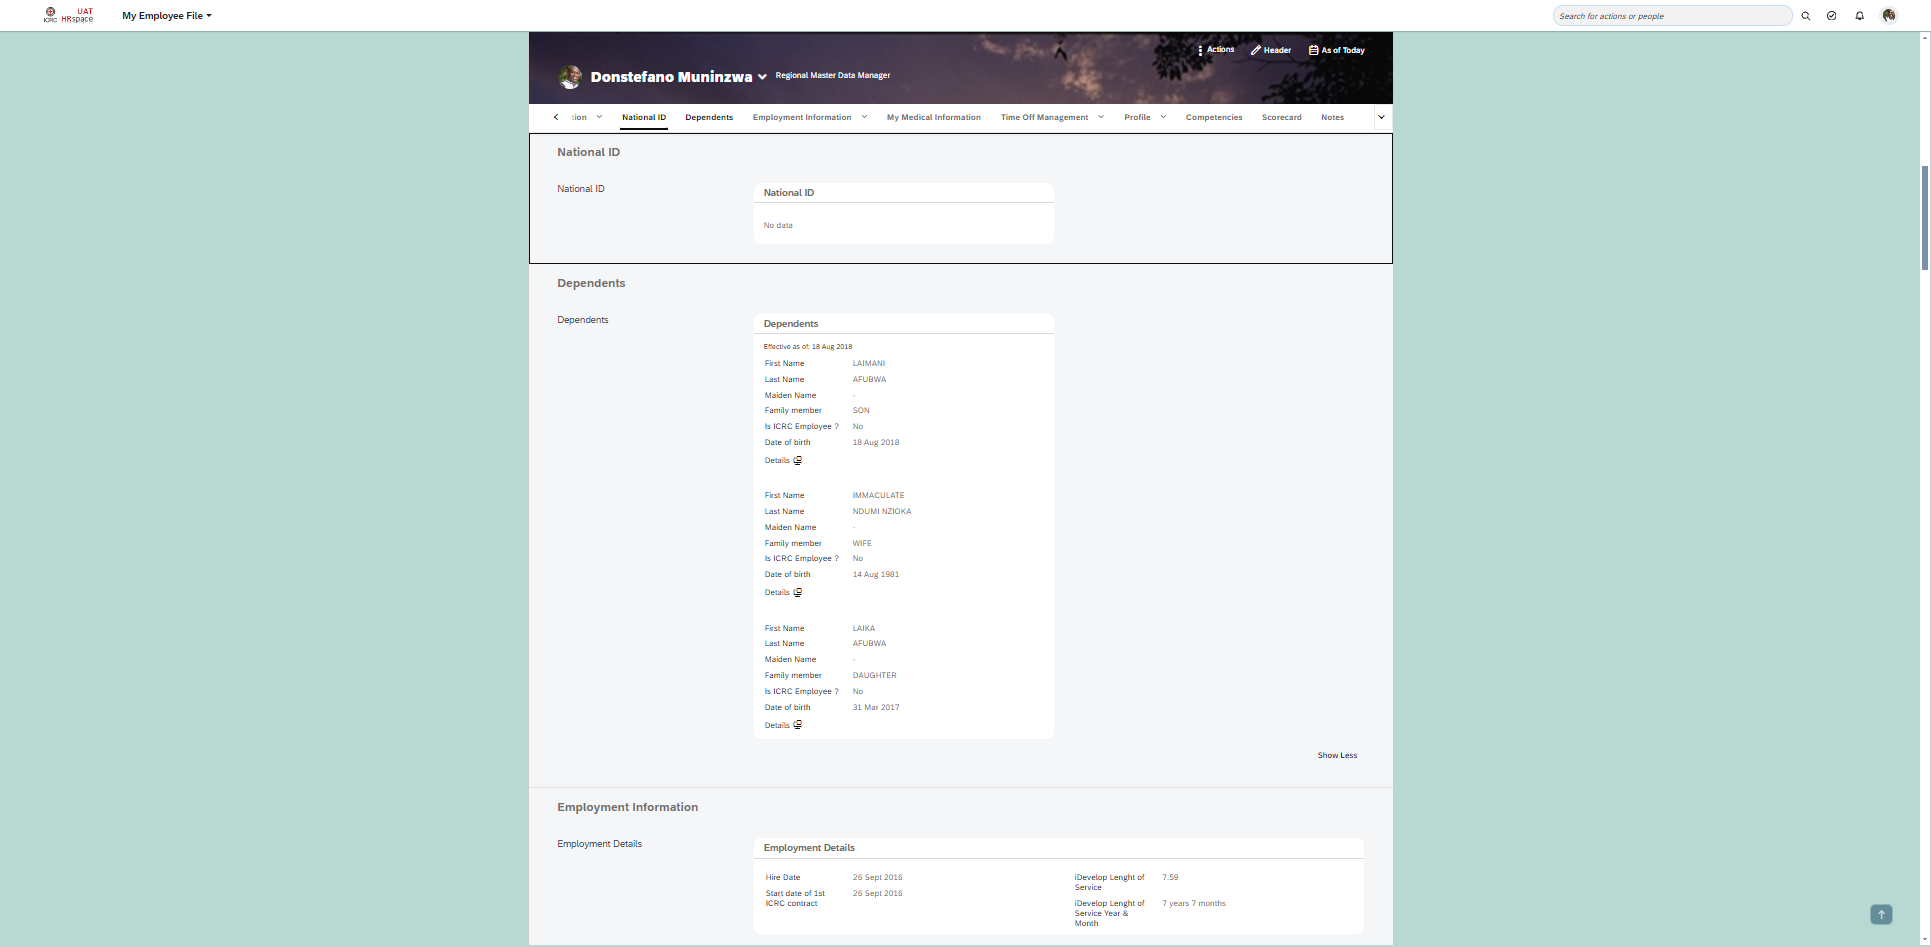 UAT
ICRC HRspace
My Employee File
Search for actions or people
Actions
Header
As of Today
Donstefano Muninzwa
Regional Master Data Manager
tion
National ID
Dependents
Employment Information
My Medical Information
Time Off Management
Profile
Competencies
Scorecard
Notes
National ID
National ID
National ID
No data
Dependents
Dependents
Dependents
Effective as of: 18 Aug 2018
First Name LAIMANI
Last Name AFUBWA
Maiden Name -
Family member SON
Is ICRC Employee ? No
Date of birth 18 Aug 2018
Details
First Name IMMACULATE
Last Name NDUMI NZIOKA
Maiden Name -
Family member WIFE
Is ICRC Employee ? No
Date of birth 14 Aug 1981
Details
First Name LAIKA
Last Name AFUBWA
Maiden Name -
Family member DAUGHTER
Is ICRC Employee ? No
Date of birth 31 Mar 2017
Details
Show Less
Employment Information
Employment Details
Employment Details
Hire Date 26 Sept 2016
Start date of 1st 26 Sept 2016
ICRC contract
iDevelop Lenght of 7.59
Service
iDevelop Lenght of 7 years 7 months
Service Year &
Month